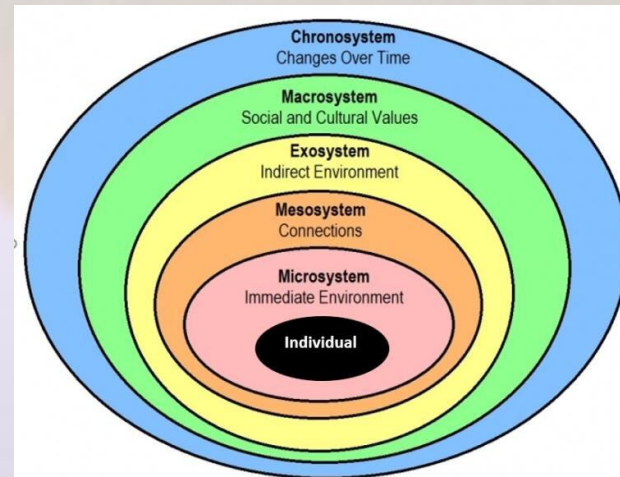 Chronosystem
Changes Over Time
Macrosystem
Social and Cultural Values
Exosystem
Indirect Environment
Mesosystem
Connections
Microsystem
Immediate Environment
Individual